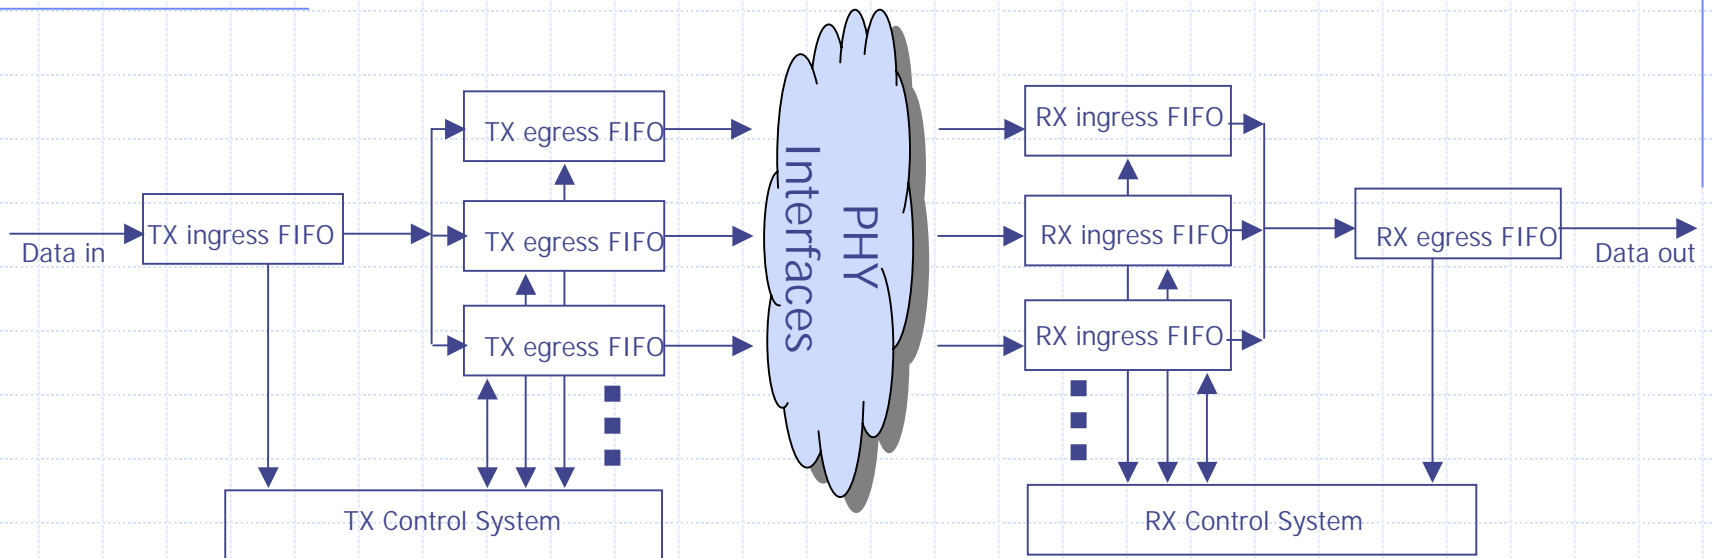 TX egress FIFO
RX ingress FIFO
Data in
TX ingress FIFO
TX egress FIFO
PHY
Interfaces
RX ingress FIFO
RX egress FIFO
Data out
TX egress FIFO
RX ingress FIFO
TX Control System
RX Control System